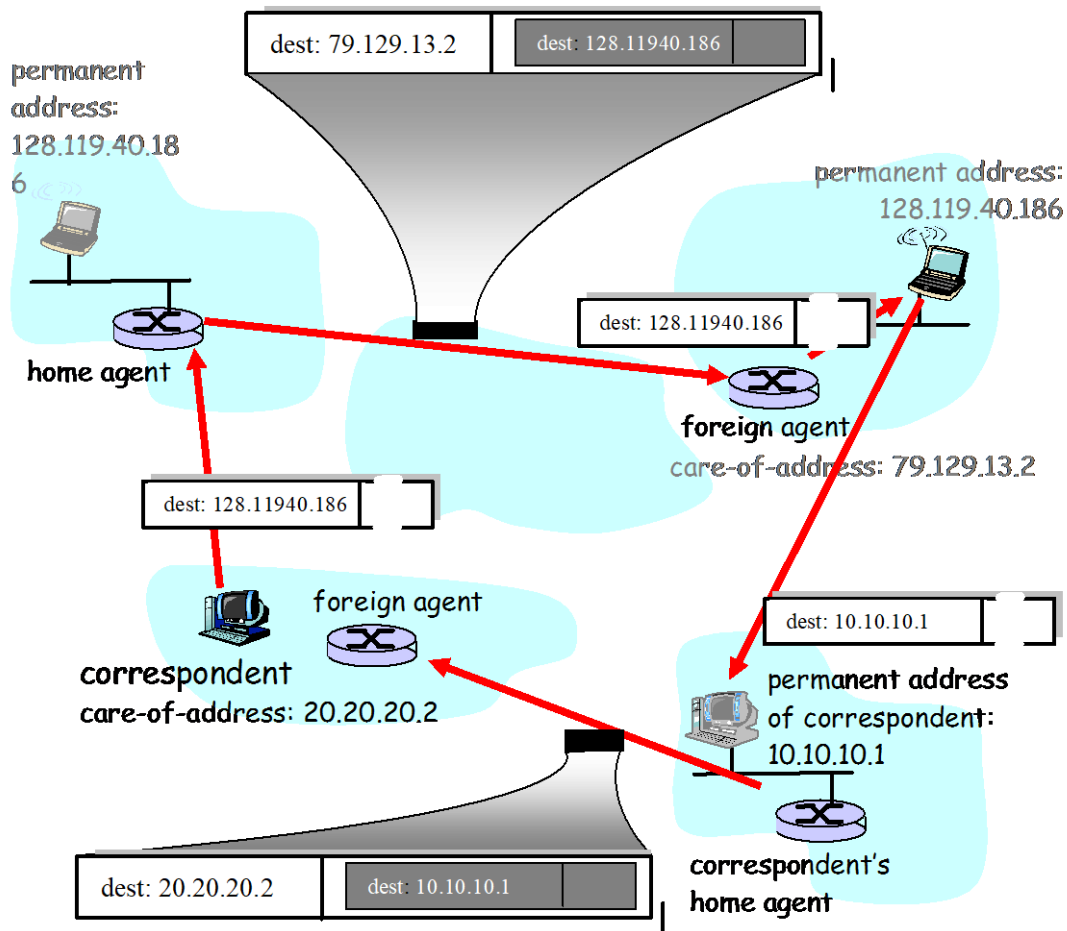 dest: 79.129.13.2
dest: 128.11940.186
permanent
address:
128.119.40.18
6
permanent address:
128.119.40.186
dest: 128.11940.186
home agent
foreign agent
care-of-address: 79.129.13.2
dest: 128.11940.186
foreign agent
correspondent
care-of-address: 20.20.20.2
dest: 10.10.10.1
permanent address
of correspondent:
10.10.10.1
dest: 20.20.20.2
dest: 10.10.10.1
correspondent's
home agent